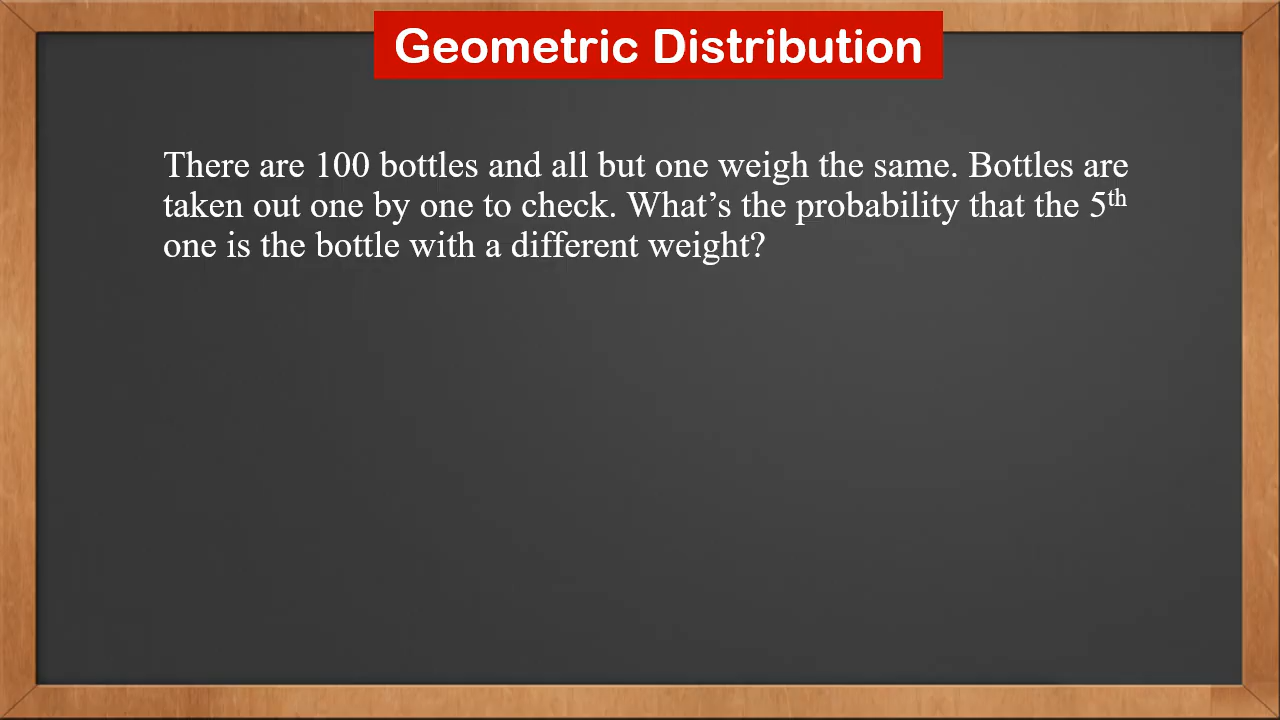 Geometric Distribution
There are 100 bottles and all but one weigh the same. Bottles are
taken out one by one to check. What’s the probability that the 5th
one is the bottle with a different weight?